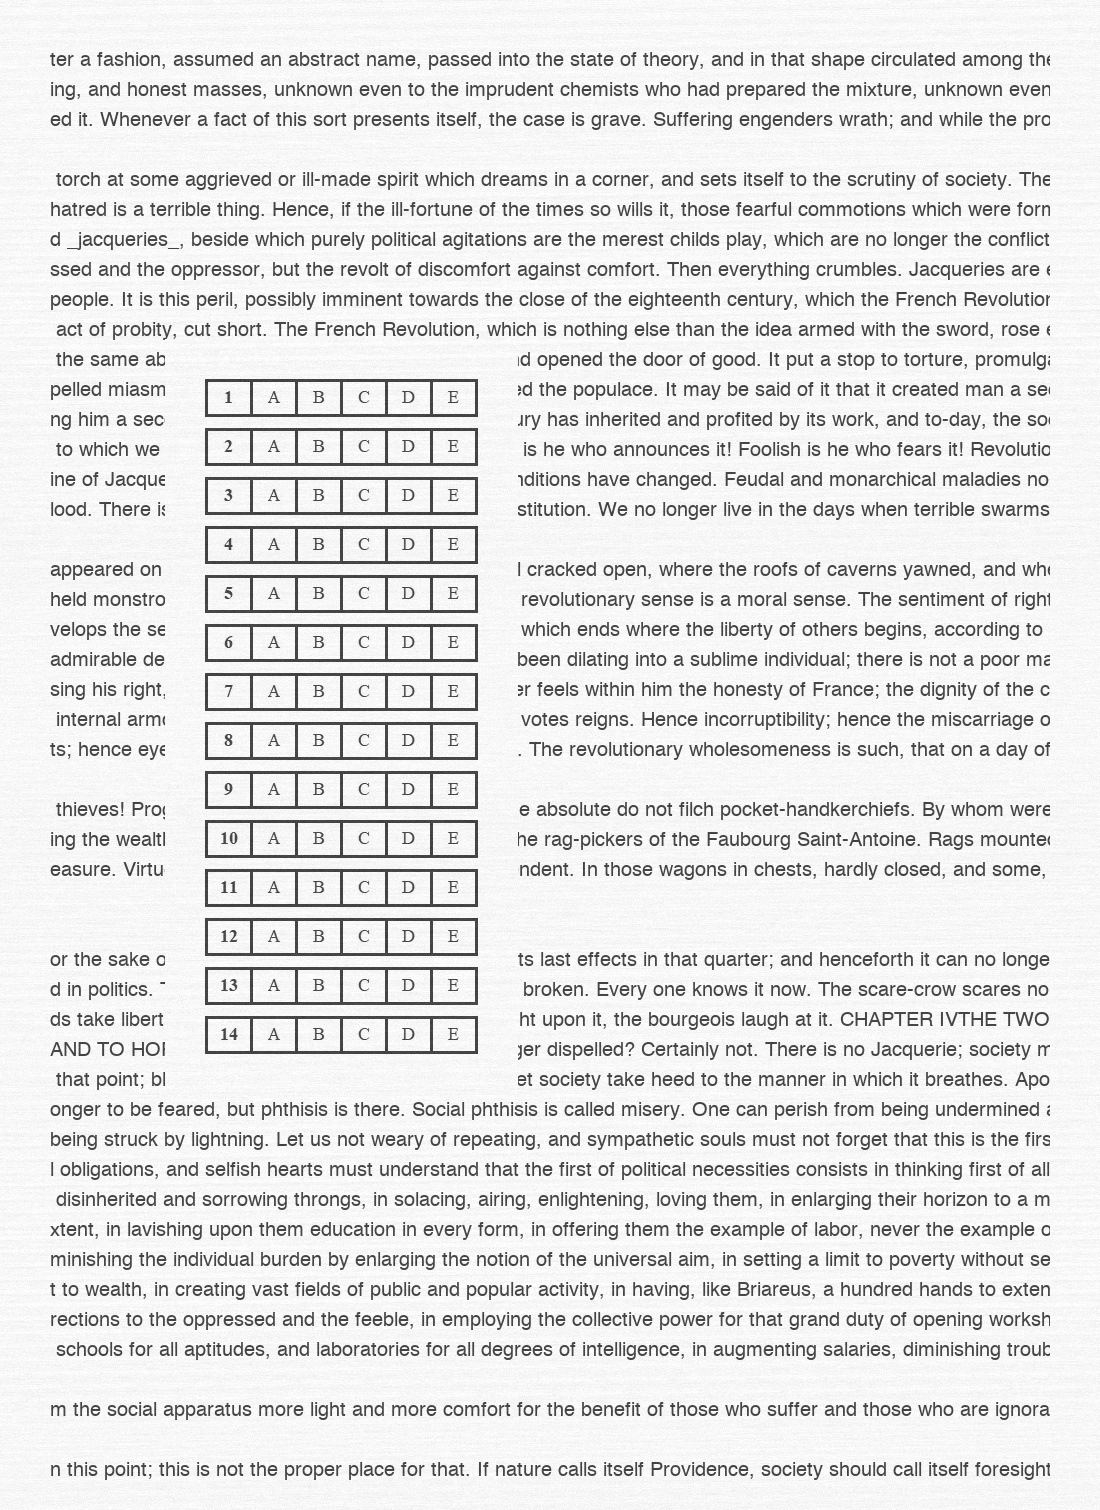 ter a fashion, assumed an abstract name, passed into the state of theory, and in that shape circulated among the
ing, and honest masses, unknown even to the imprudent chemists who had prepared the mixture, unknown even
ed it. Whenever a fact of this sort presents itself, the case is grave. Suffering engenders wrath; and while the pro
torch at some aggrieved or ill-made spirit which dreams in a corner, and sets itself to the scrutiny of society. The
hatred is a terrible thing. Hence, if the ill-fortune of the times so wills it, those fearful commotions which were form
d _jacqueries_, beside which purely political agitations are the merest childs play, which are no longer the conflict
ssed and the oppressor, but the revolt of discomfort against comfort. Then everything crumbles. Jacqueries are e
people. It is this peril, possibly imminent towards the close of the eighteenth century, which the French Revolution
act of probity, cut short. The French Revolution, which is nothing else than the idea armed with the sword, rose e
the same ab nd opened the door of good. It put a stop to torture, promulga
pelled miasm ed the populace. It may be said of it that it created man a sec
ng him a sec ury has inherited and profited by its work, and to-day, the soc
to which we is he who announces it! Foolish is he who fears it! Revolutio
ine of Jacque nditions have changed. Feudal and monarchical maladies no
lood. There is stitution. We no longer live in the days when terrible swarms
appeared on l cracked open, where the roofs of caverns yawned, and whe
held monstro revolutionary sense is a moral sense. The sentiment of right
velops the se which ends where the liberty of others begins, according to
admirable de been dilating into a sublime individual; there is not a poor ma
sing his right, er feels within him the honesty of France; the dignity of the c
internal armo votes reigns. Hence incorruptibility; hence the miscarriage o
ts; hence eye . The revolutionary wholesomeness is such, that on a day of
thieves! Prog e absolute do not filch pocket-handkerchiefs. By whom were
ing the wealth he rag-pickers of the Faubourg Saint-Antoine. Rags mounted
easure. Virtu ndent. In those wagons in chests, hardly closed, and some,
or the sake o ts last effects in that quarter; and henceforth it can no longe
d in politics. broken. Every one knows it now. The scare-crow scares no
ds take libert ht upon it, the bourgeois laugh at it. CHAPTER IVTHE TWO
AND TO HOP ger dispelled? Certainly not. There is no Jacquerie; society m
that point; bl et society take heed to the manner in which it breathes. Apo
1 A B C D E
2 A B C D E
3 A B C D E
4 A B C D E
5 A B C D E
6 A B C D E
7 A B C D E
8 A B C D E
9 A B C D E
10 A B C D E
11 A B C D E
12 A B C D E
13 A B C D E
14 A B C D E
onger to be feared, but phthisis is there. Social phthisis is called misery. One can perish from being undermined a
being struck by lightning. Let us not weary of repeating, and sympathetic souls must not forget that this is the firs
l obligations, and selfish hearts must understand that the first of political necessities consists in thinking first of all
disinherited and sorrowing throngs, in solacing, airing, enlightening, loving them, in enlarging their horizon to a m
xtent, in lavishing upon them education in every form, in offering them the example of labor, never the example o
minishing the individual burden by enlarging the notion of the universal aim, in setting a limit to poverty without se
t to wealth, in creating vast fields of public and popular activity, in having, like Briareus, a hundred hands to exten
rections to the oppressed and the feeble, in employing the collective power for that grand duty of opening worksh
schools for all aptitudes, and laboratories for all degrees of intelligence, in augmenting salaries, diminishing troub
m the social apparatus more light and more comfort for the benefit of those who suffer and those who are ignora
n this point; this is not the proper place for that. If nature calls itself Providence, society should call itself foresight